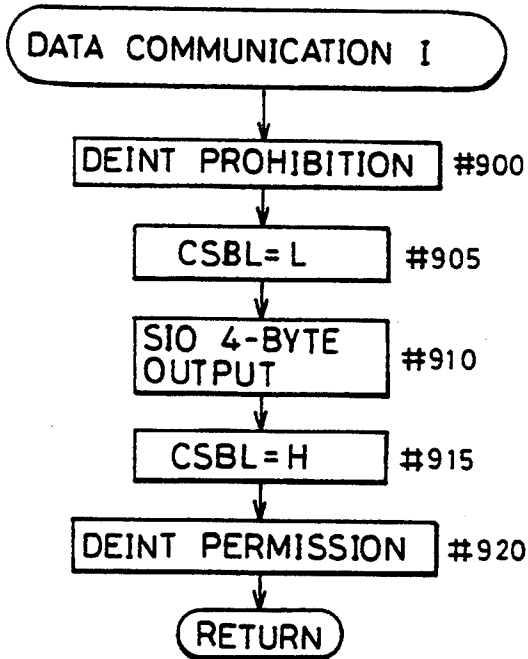 DATA COMMUNICATION I
DEINT PROHIBITION #900
CSBL=L #905
SIO 4-BYTE
OUTPUT #910
CSBL=H #915
DEINT PERMISSION #920
RETURN